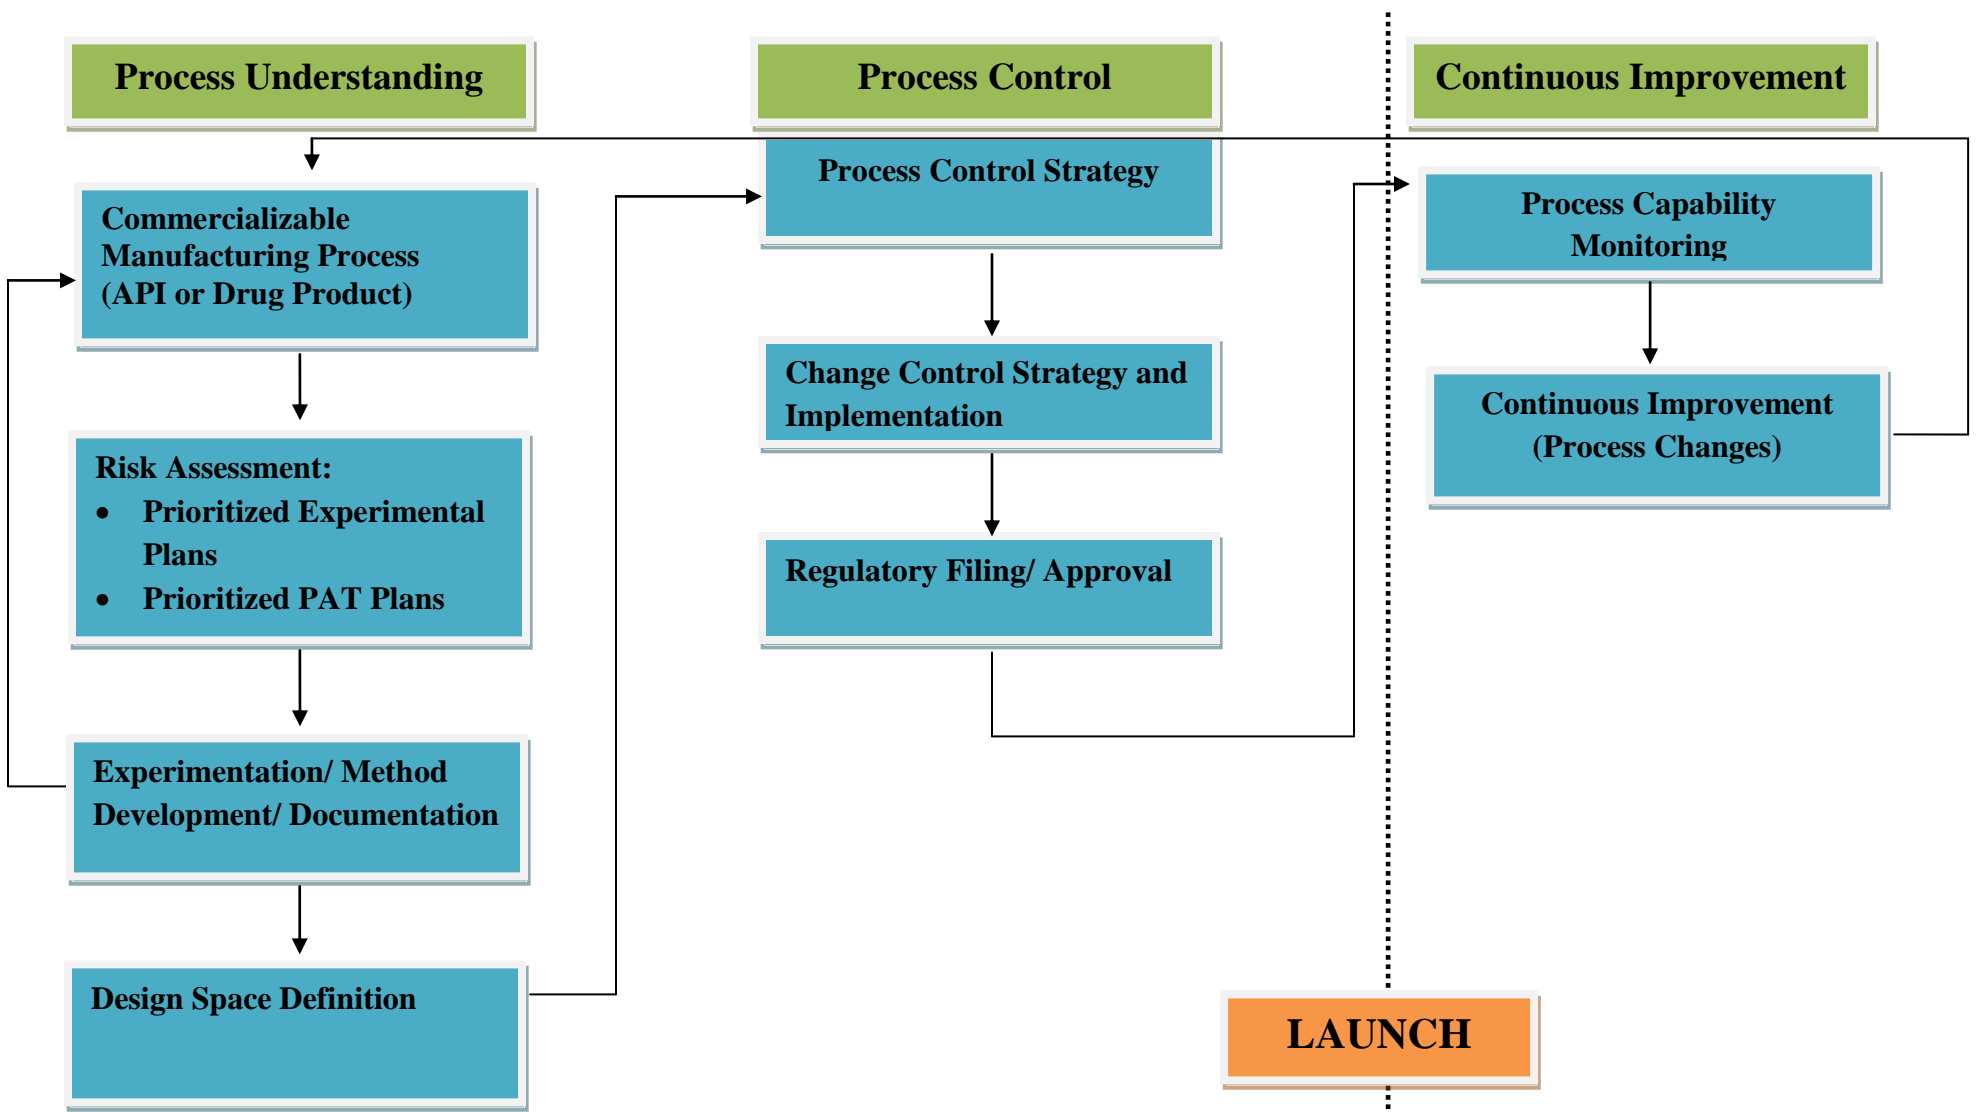 Process Understanding
Process Control
Continuous Improvement
Commercializable
Manufacturing Process
(API or Drug Product)
Risk Assessment:
• Prioritized Experimental
Plans
• Prioritized PAT Plans
Experimentation/ Method
Development/ Documentation
Design Space Definition
Process Control Strategy
Change Control Strategy and
Implementation
Regulatory Filing/ Approval
Process Capability
Monitoring
Continuous Improvement
(Process Changes)
LAUNCH